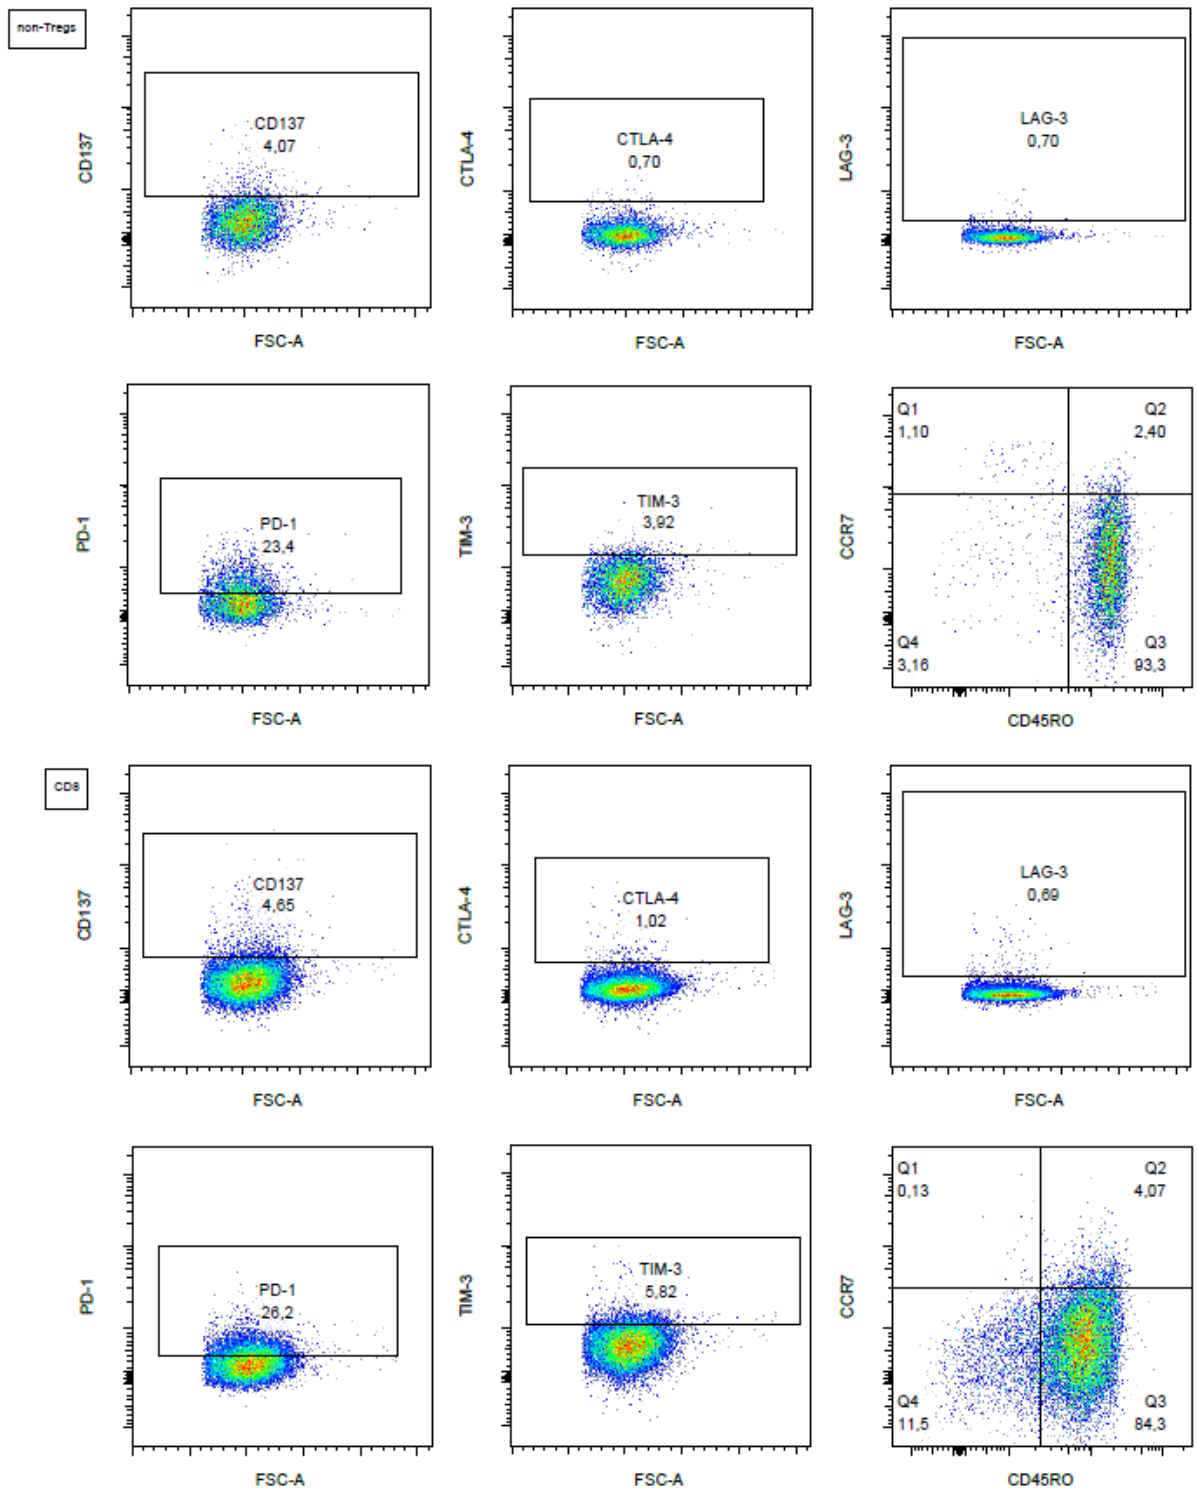 non-Tregs
CD137
CD137
4,07
FSC-A
CTLA-4
CTLA-4
0,70
FSC-A
LAG-3
LAG-3
0,70
FSC-A
PD-1
PD-1
23,4
FSC-A
TIM-3
TIM-3
3,92
FSC-A
CCR7
Q1
1,10
Q2
2,40
Q4
3,16
Q3
93,3
CD45RO
CD8
CD137
CD137
4,65
FSC-A
CTLA-4
CTLA-4
1,02
FSC-A
LAG-3
LAG-3
0,69
FSC-A
PD-1
PD-1
26,2
FSC-A
TIM-3
TIM-3
5,82
FSC-A
CCR7
Q1
0,13
Q2
4,07
Q4
11,5
Q3
84,3
CD45RO